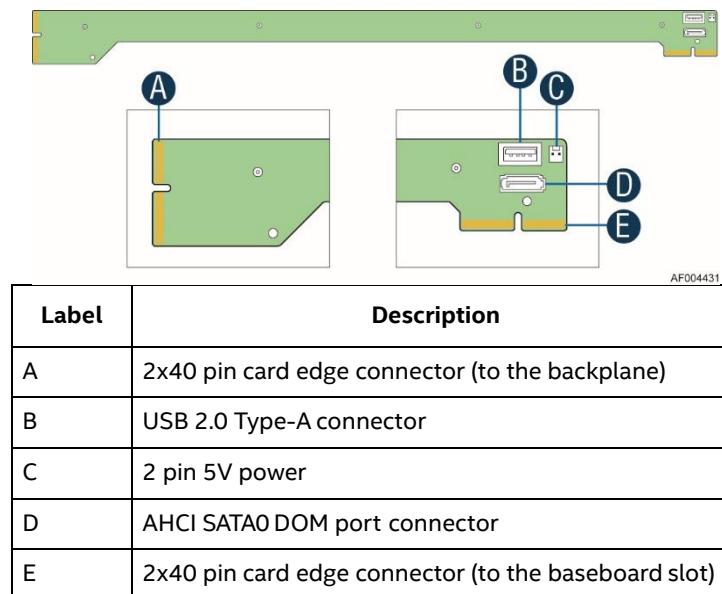 A
B
C
D
E
AF004431
Label Description
A 2x40 pin card edge connector (to the backplane)
B USB 2.0 Type-A connector
C 2 pin 5V power
D AHCI SATA0 DOM port connector
E 2x40 pin card edge connector (to the baseboard slot)